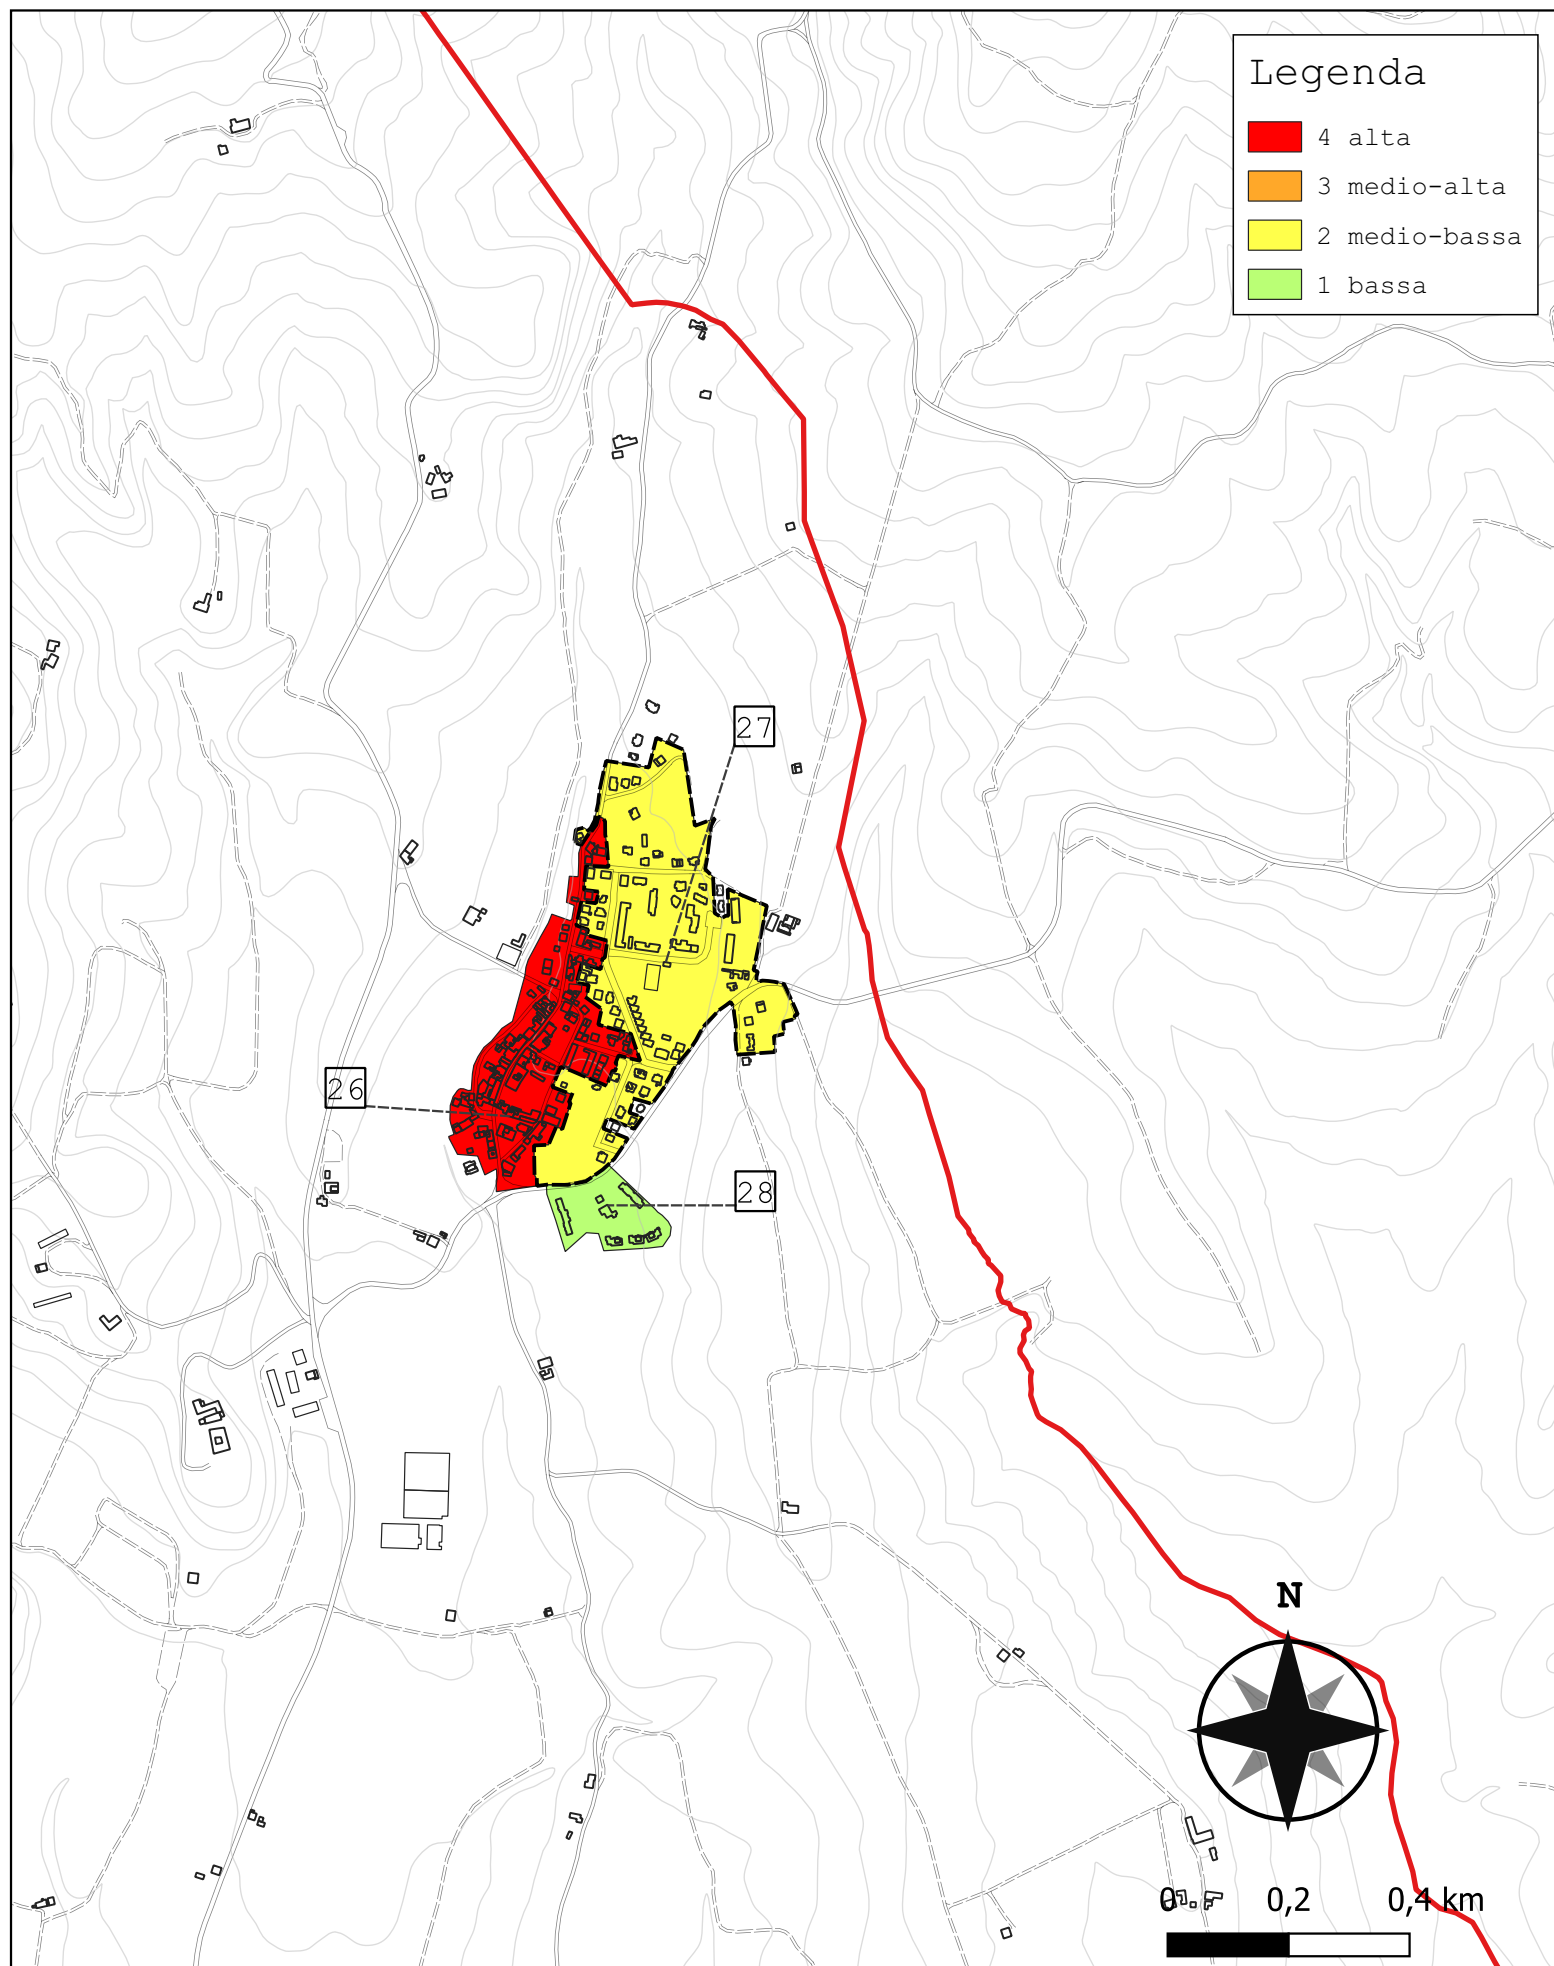 Legenda
4 alta
3 medio-alta
2 medio-bassa
1 bassa
27
26
28
N
0 0,2 0,4 km